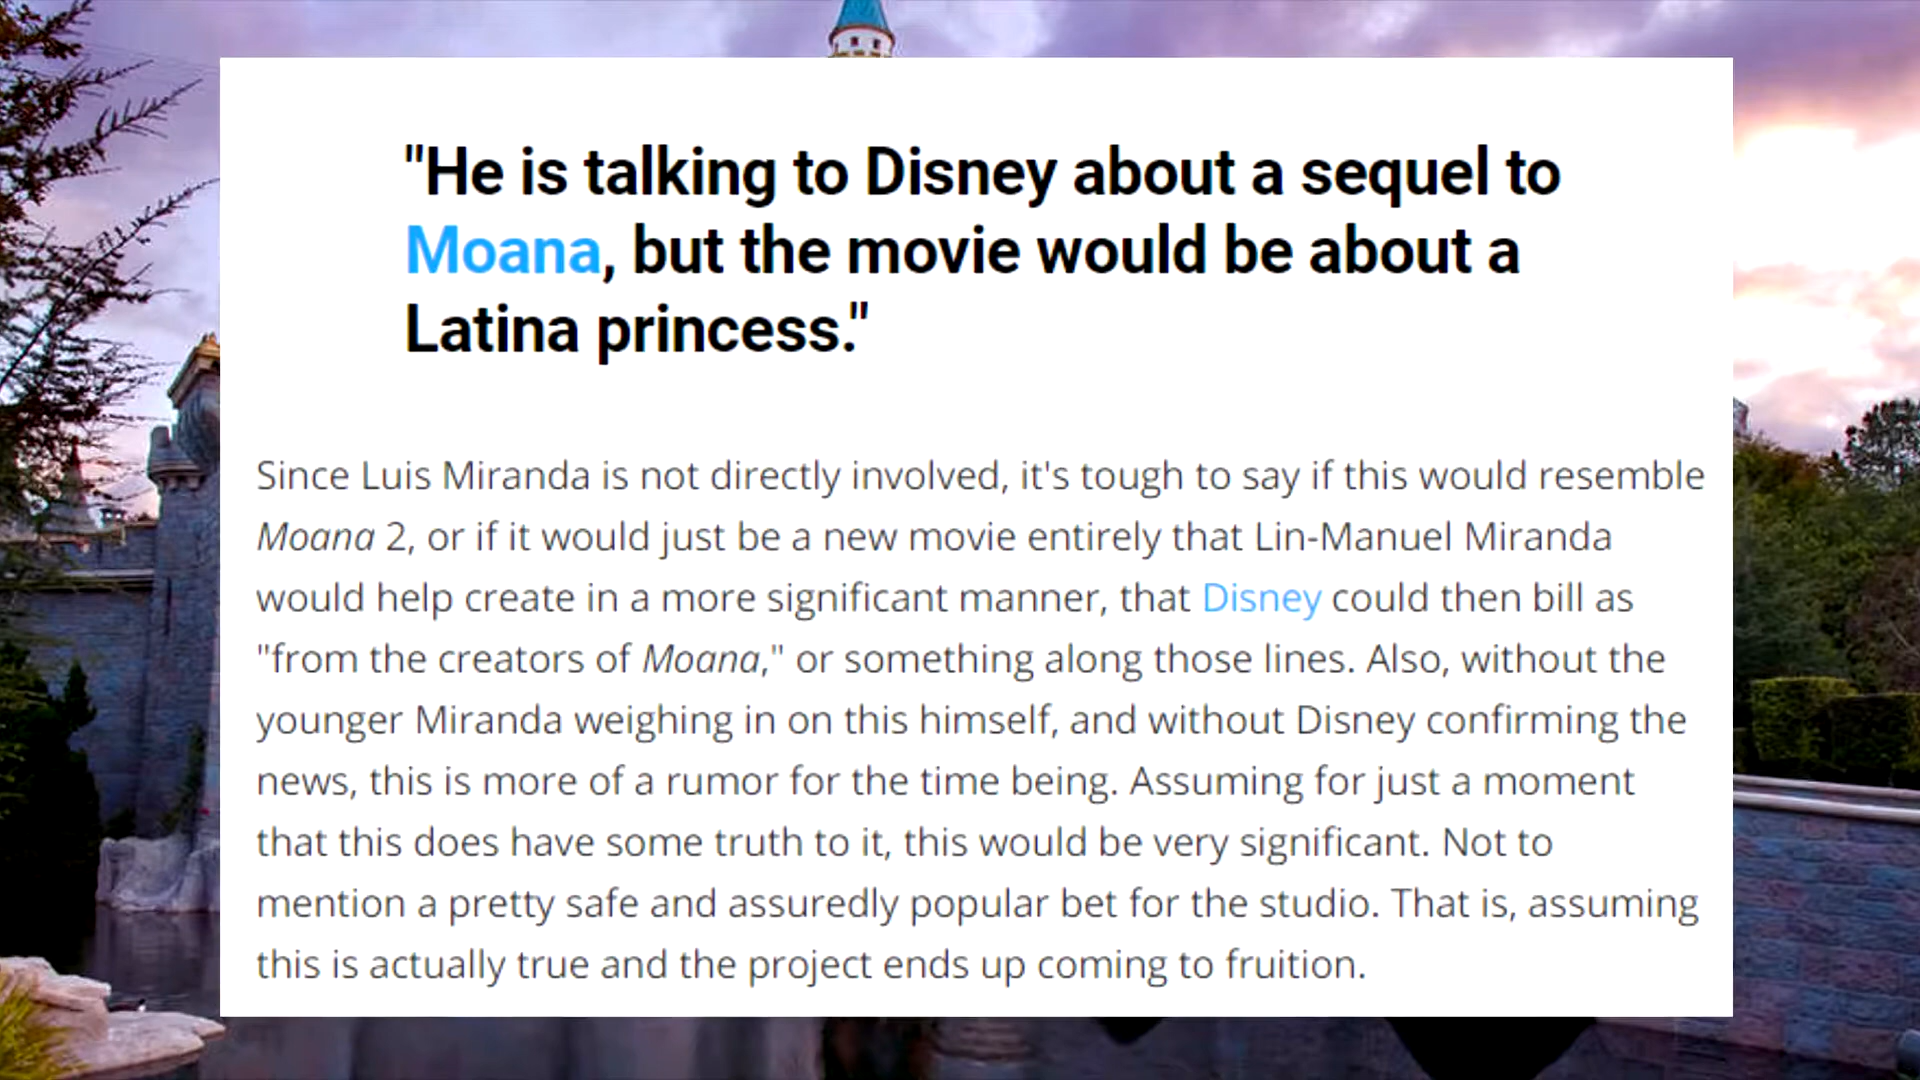 "He is talking to Disney about a sequel to
Moana, but the movie would be about a
Latina princess."
Since Luis Miranda is not directly involved, it's tough to say if this would resemble
Moana 2, or if it would just be a new movie entirely that Lin-Manuel Miranda
would help create in a more significant manner, that Disney could then bill as
"from the creators of Moana," or something along those lines. Also, without the
younger Miranda weighing in on this himself, and without Disney confirming the
news, this is more of a rumor for the time being. Assuming for just a moment
that this does have some truth to it, this would be very significant. Not to
mention a pretty safe and assuredly popular bet for the studio. That is, assuming
this is actually true and the project ends up coming to fruition.